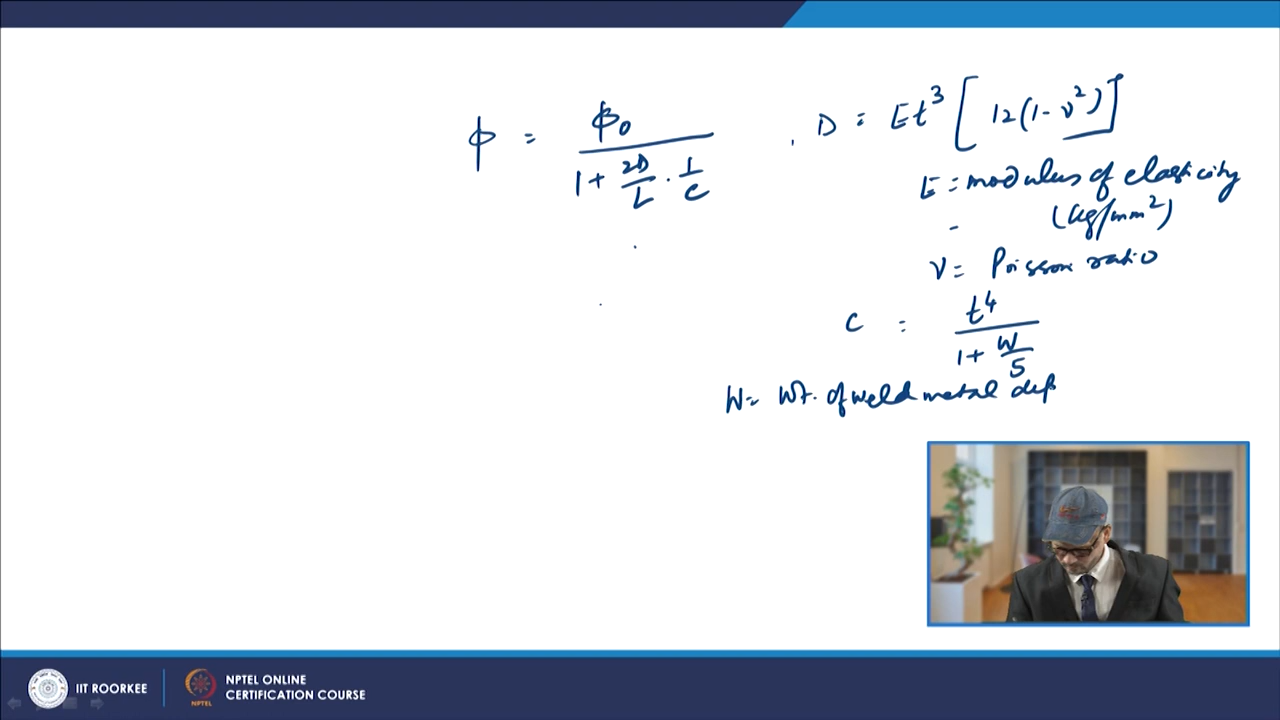 ϕ = ϕ₀ / (1 + 2D/L · 1/C) , D = Et³ [12(1-ν²)]
E = modulus of elasticity
(kg/mm²)
ν = Poisson ratio
C = t⁴ / (1 + W/5)
W = Wt. of weld metal dep
IIT ROORKEE
NPTEL
NPTEL ONLINE
CERTIFICATION COURSE